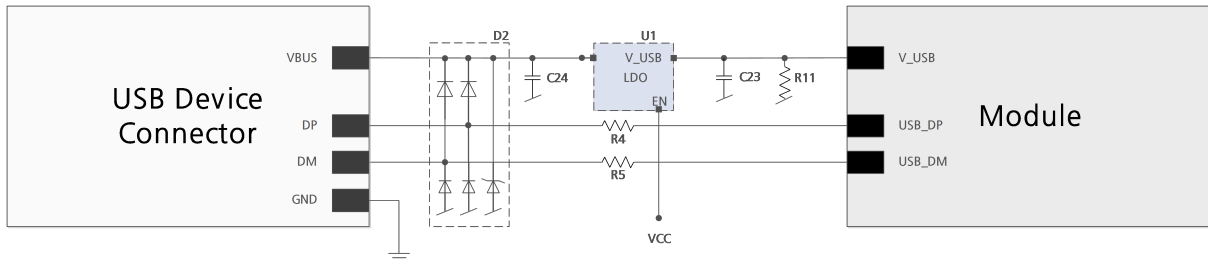 D2
U1
VBUS
V_USB
V_USB
C24
LDO
C23
R11
EN
USB Device
Connector
DP
R4
USB_DP
Module
DM
R5
USB_DM
GND
VCC